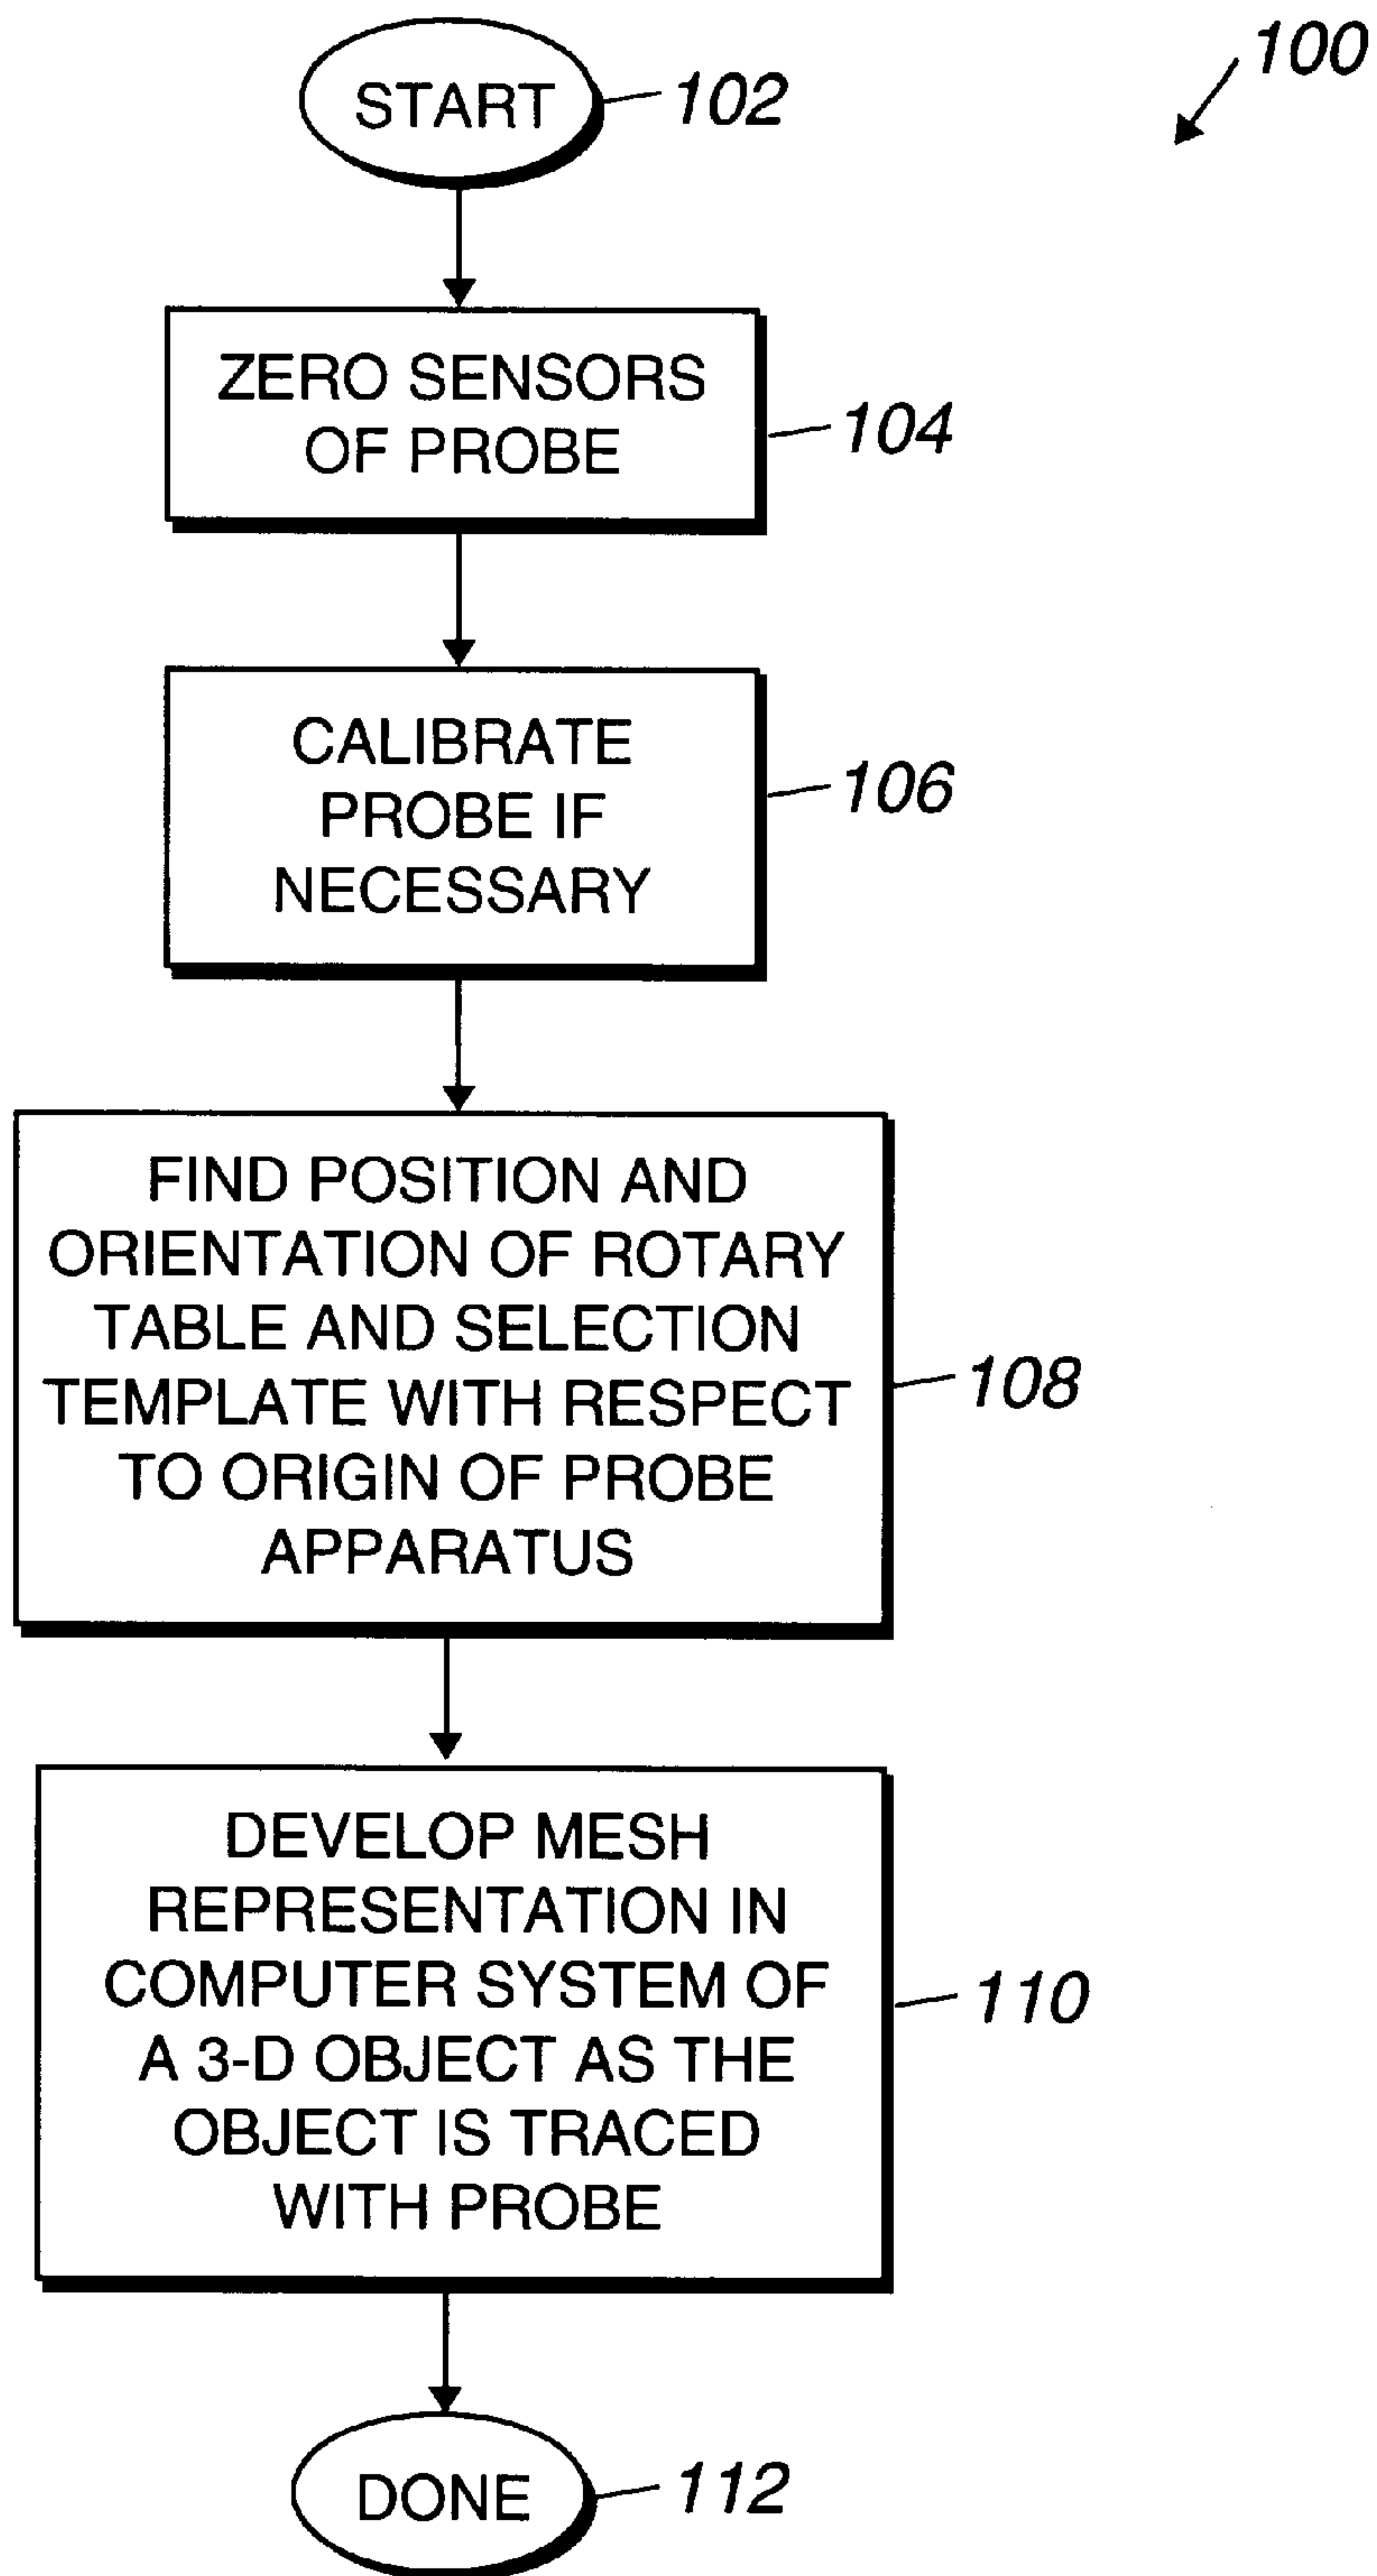 100
START
102
ZERO SENSORS
OF PROBE
104
CALIBRATE
PROBE IF
NECESSARY
106
FIND POSITION AND
ORIENTATION OF ROTARY
TABLE AND SELECTION
TEMPLATE WITH RESPECT
TO ORIGIN OF PROBE
APPARATUS
108
DEVELOP MESH
REPRESENTATION IN
COMPUTER SYSTEM OF
A 3-D OBJECT AS THE
OBJECT IS TRACED
WITH PROBE
110
DONE
112